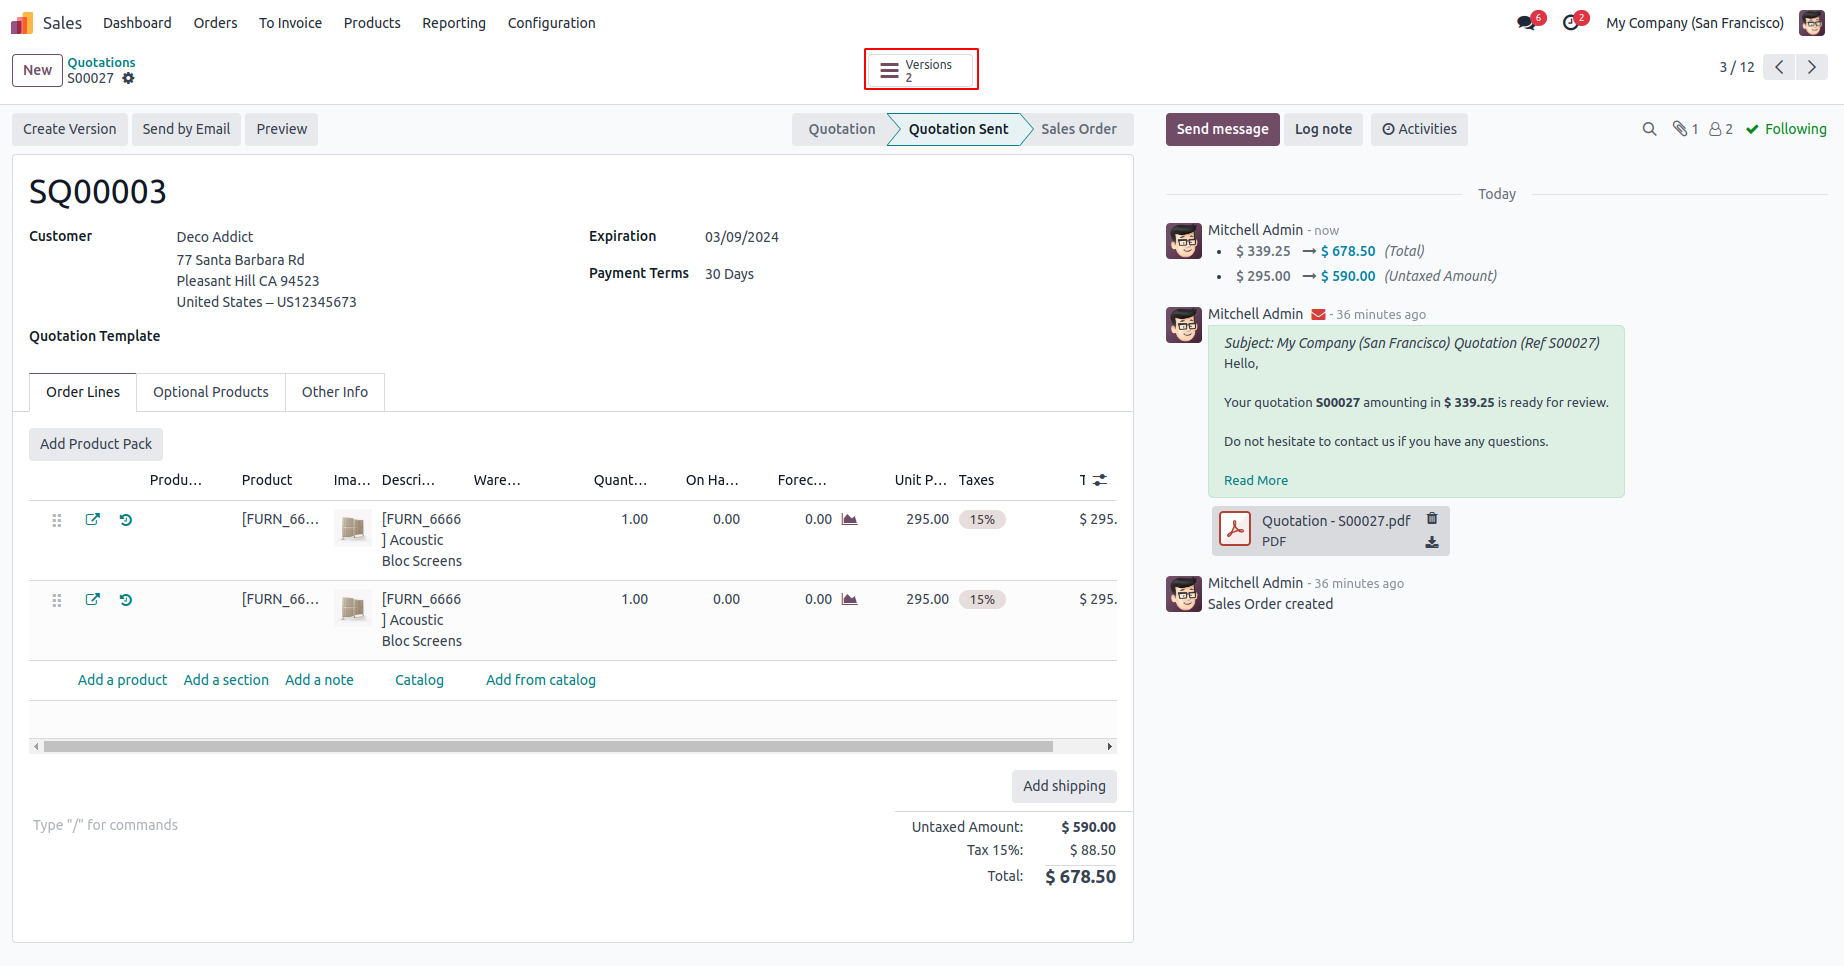 Sales Dashboard Orders To Invoice Products Reporting Configuration 6 2 My Company (San Francisco)
New Quotations
S00027
Versions
2
3 / 12
Create Version Send by Email Preview Quotation Quotation Sent Sales Order Send message Log note Activities 1 2 Following
SQ00003
Customer Deco Addict
77 Santa Barbara Rd
Pleasant Hill CA 94523
United States – US12345673
Expiration 03/09/2024
Payment Terms 30 Days
Quotation Template
Order Lines Optional Products Other Info
Add Product Pack
Produ... Product Ima... Descri... Ware... Quant... On Ha... Forec... Unit P... Taxes T
[FURN_66... [FURN_6666 1.00 0.00 0.00 295.00 15% $ 295.
] Acoustic
Bloc Screens
[FURN_66... [FURN_6666 1.00 0.00 0.00 295.00 15% $ 295.
] Acoustic
Bloc Screens
Add a product Add a section Add a note Catalog Add from catalog
Add shipping
Type "/" for commands
Untaxed Amount: $ 590.00
Tax 15%: $ 88.50
Total: $ 678.50
Today
Mitchell Admin - now
• $ 339.25 → $ 678.50 (Total)
• $ 295.00 → $ 590.00 (Untaxed Amount)
Mitchell Admin - 36 minutes ago
Subject: My Company (San Francisco) Quotation (Ref S00027)
Hello,
Your quotation S00027 amounting in $ 339.25 is ready for review.
Do not hesitate to contact us if you have any questions.
Read More
Quotation - S00027.pdf
PDF
Mitchell Admin - 36 minutes ago
Sales Order created